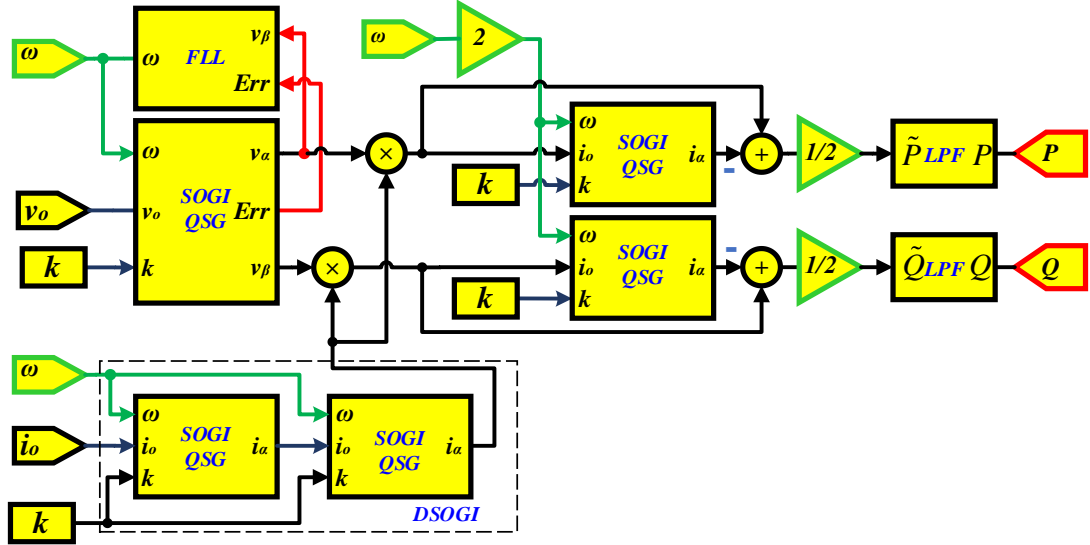 ω
ω FLL vβ
Err
ω 2
ω
vo
k
ω
vo
k
SOGI
QSG
vα
Err
vβ
×
×
k
ω
io
k
SOGI
QSG
iα
-
+
1/2
P̃ LPF P
P
k
ω
io
k
SOGI
QSG
iα
-
+
1/2
Q̃ LPF Q
Q
ω
io
k
ω
io
k
SOGI
QSG
iα
ω
io
k
SOGI
QSG
iα
DSOGI